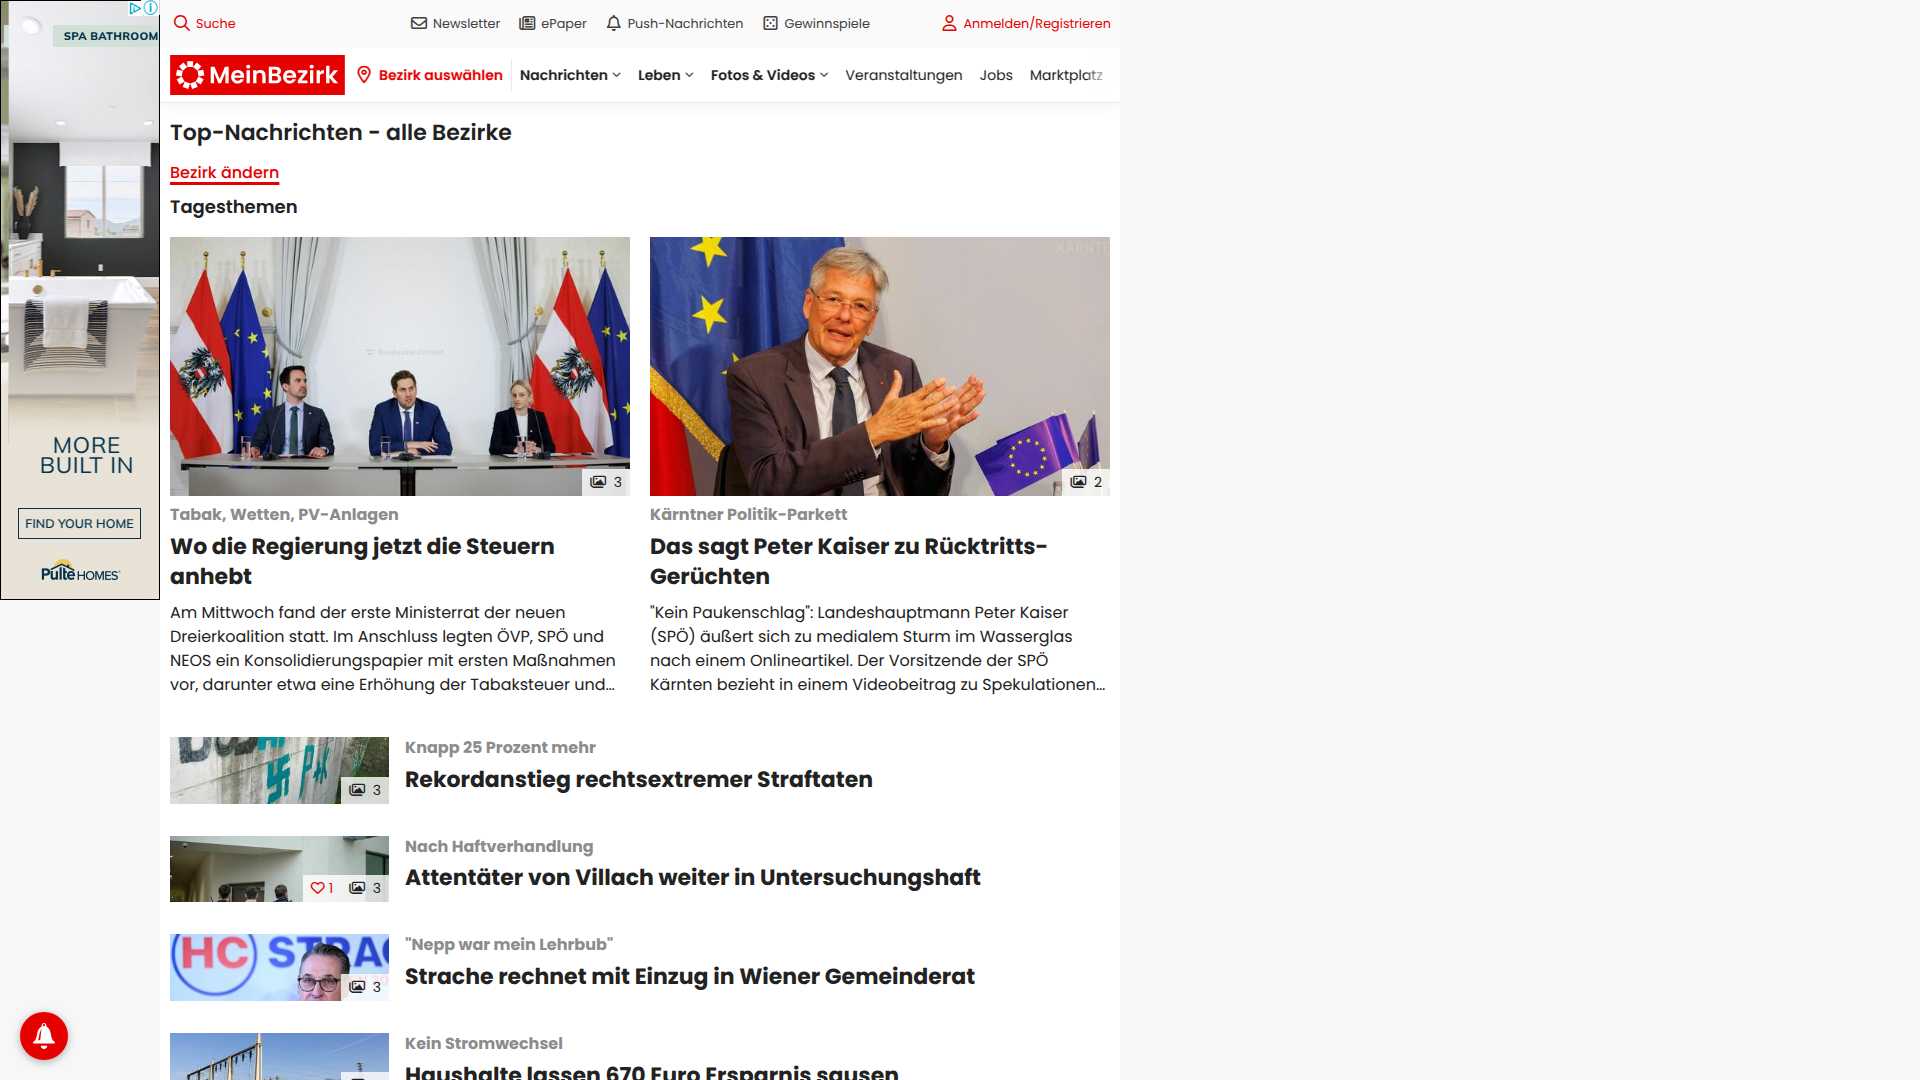 SPA BATHROOM
MORE
BUILT IN
FIND YOUR HOME
Pulte HOMES
Suche
Newsletter
ePaper
Push-Nachrichten
Gewinnspiele
Anmelden/Registrieren
MeinBezirk
Bezirk auswählen
Nachrichten
Leben
Fotos & Videos
Veranstaltungen
Jobs
Marktplatz
Top-Nachrichten - alle Bezirke
Bezirk ändern
Tagesthemen
3
Tabak, Wetten, PV-Anlagen
Wo die Regierung jetzt die Steuern
anhebt
Am Mittwoch fand der erste Ministerrat der neuen
Dreierkoalition statt. Im Anschluss legten ÖVP, SPÖ und
NEOS ein Konsolidierungspapier mit ersten Maßnahmen
vor, darunter etwa eine Erhöhung der Tabaksteuer und...
2
Kärntner Politik-Parkett
Das sagt Peter Kaiser zu Rücktritts-
Gerüchten
"Kein Paukenschlag": Landeshauptmann Peter Kaiser
(SPÖ) äußert sich zu medialem Sturm im Wasserglas
nach einem Onlineartikel. Der Vorsitzende der SPÖ
Kärnten bezieht in einem Videobeitrag zu Spekulationen...
3
Knapp 25 Prozent mehr
Rekordanstieg rechtsextremer Straftaten
1 3
Nach Haftverhandlung
Attentäter von Villach weiter in Untersuchungshaft
HC STRAC
3
"Nepp war mein Lehrbub"
Strache rechnet mit Einzug in Wiener Gemeinderat
Kein Stromwechsel
Haushalte lassen 670 Euro Ersparnis sausen